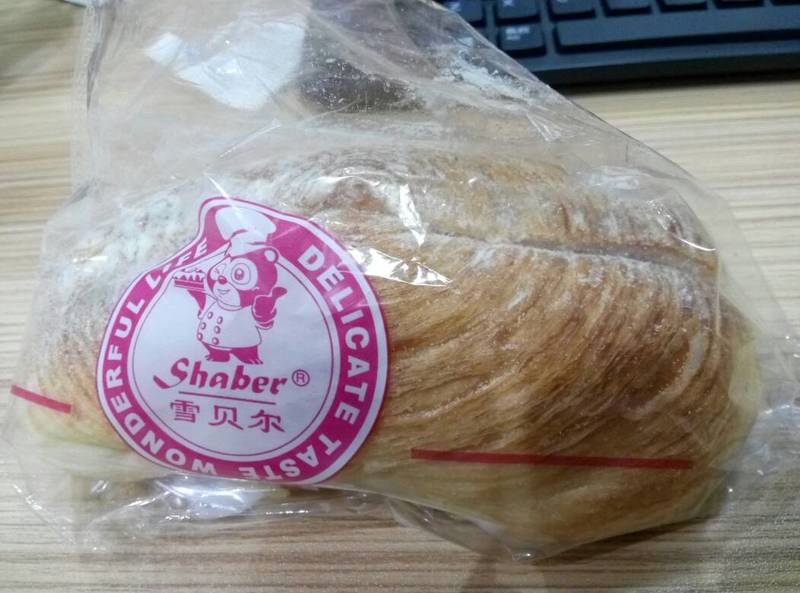 WONDERFUL LIFE
DELICATE TASTE
Shaber®
雪贝尔